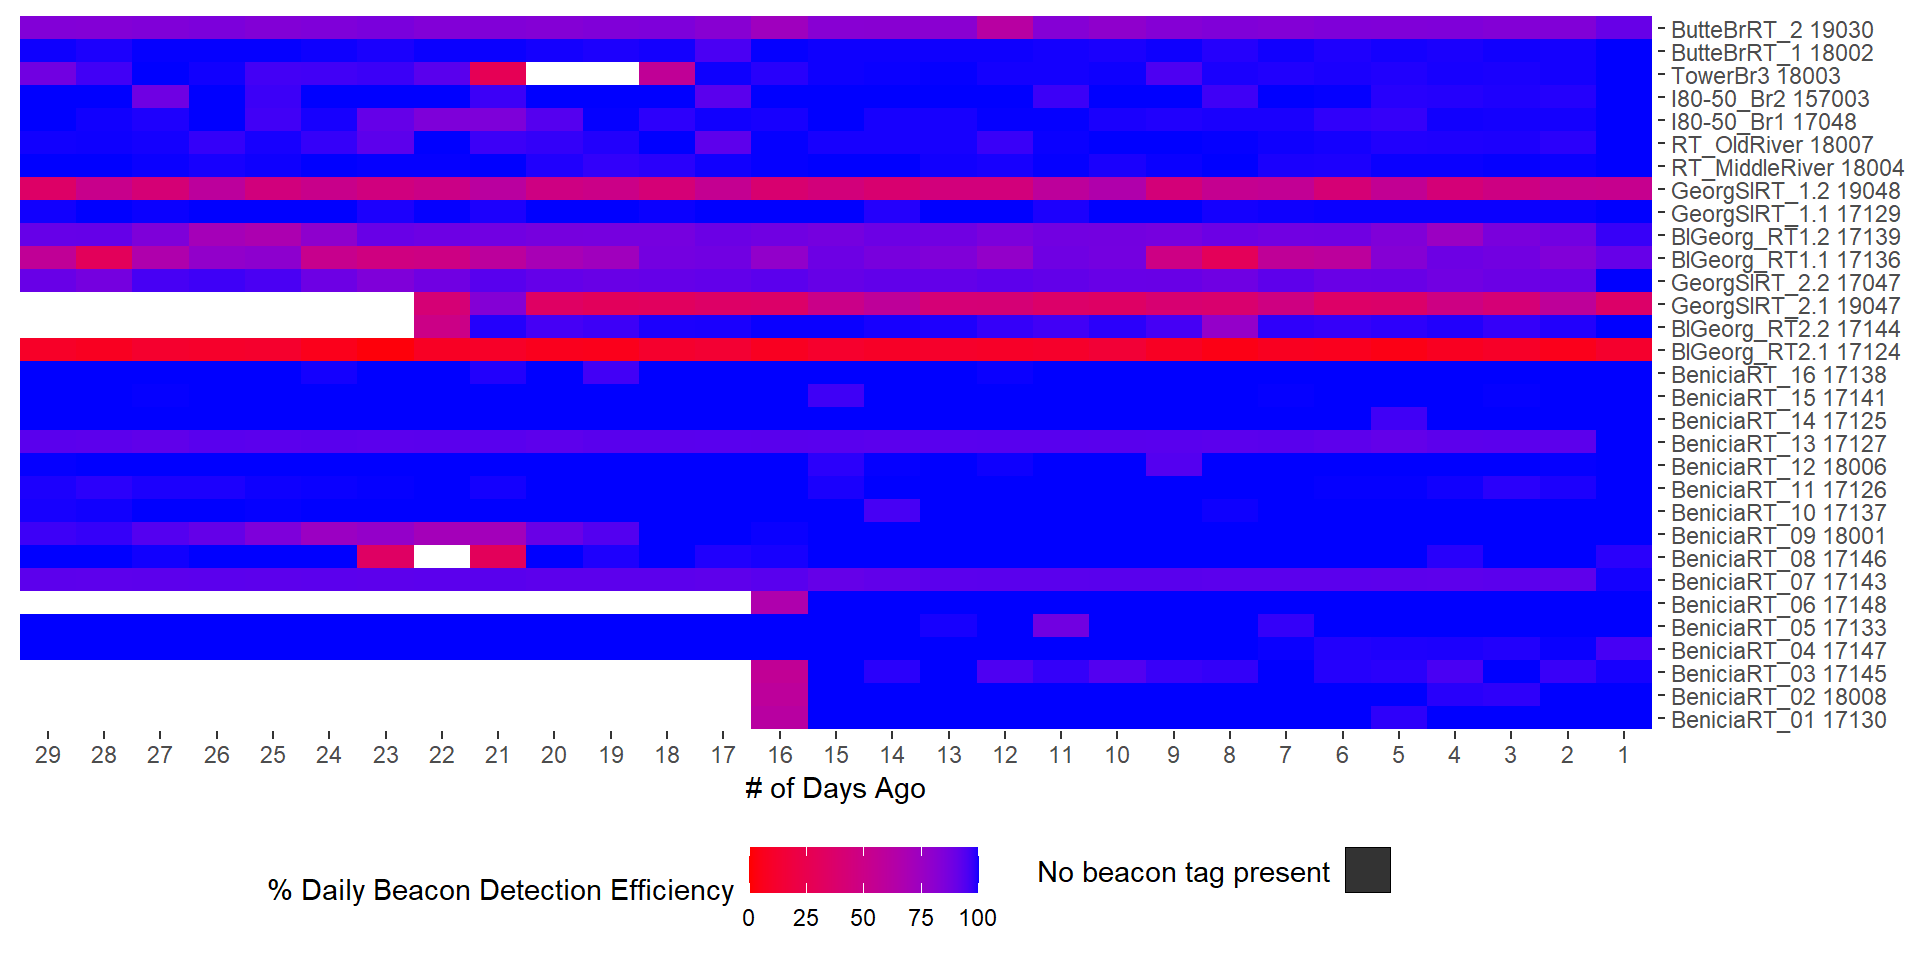 ButteBrRT_2 19030
ButteBrRT_1 18002
TowerBr3 18003
I80-50_Br2 157003
I80-50_Br1 17048
RT_OldRiver 18007
RT_MiddleRiver 18004
GeorgSlRT_1.2 19048
GeorgSlRT_1.1 17129
BlGeorg_RT1.2 17139
BlGeorg_RT1.1 17136
GeorgSlRT_2.2 17047
GeorgSlRT_2.1 19047
BlGeorg_RT2.2 17144
BlGeorg_RT2.1 17124
BeniciaRT_16 17138
BeniciaRT_15 17141
BeniciaRT_14 17125
BeniciaRT_13 17127
BeniciaRT_12 18006
BeniciaRT_11 17126
BeniciaRT_10 17137
BeniciaRT_09 18001
BeniciaRT_08 17146
BeniciaRT_07 17143
BeniciaRT_06 17148
BeniciaRT_05 17133
BeniciaRT_04 17147
BeniciaRT_03 17145
BeniciaRT_02 18008
BeniciaRT_01 17130
29 28 27 26 25 24 23 22 21 20 19 18 17 16 15 14 13 12 11 10 9 8 7 6 5 4 3 2 1
# of Days Ago
% Daily Beacon Detection Efficiency
0 25 50 75 100
No beacon tag present